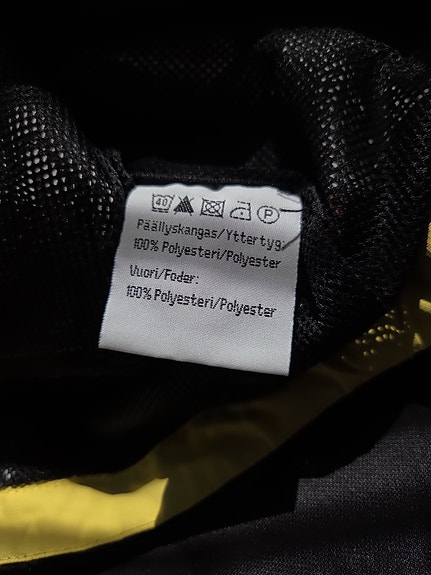 40 P
Päällyskangas/Yttertyg:
100% Polyesteri/Polyester
Vuori/Foder:
100% Polyesteri/Polyester